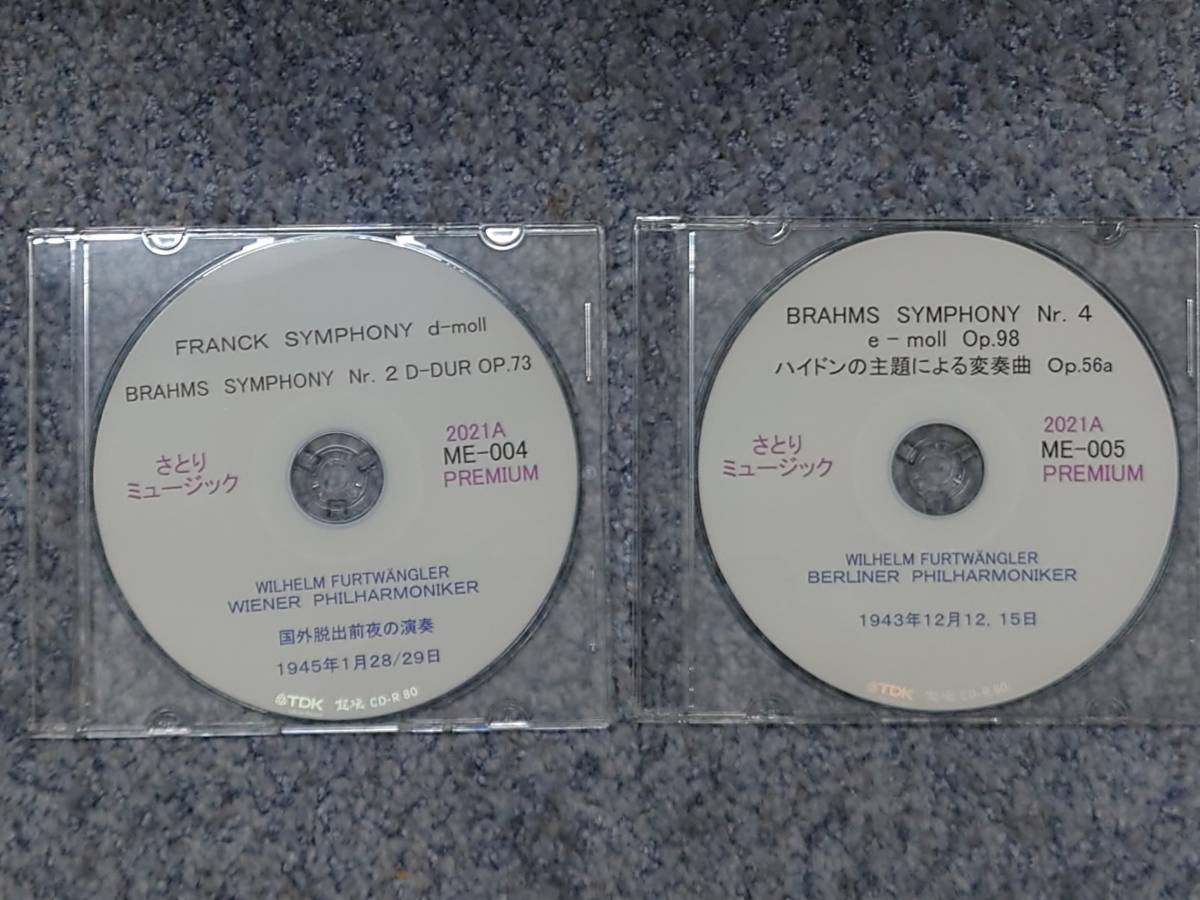 FRANCK SYMPHONY d-moll
BRAHMS SYMPHONY Nr. 2 D-DUR OP.73
さとり
ミュージック
2021A
ME-004
PREMIUM
WILHELM FURTWÄNGLER
WIENER PHILHARMONIKER
国外脱出前夜の演奏
1945年1月28/29日
TDK 超硬 CD-R 80
BRAHMS SYMPHONY Nr. 4
e - moll Op.98
ハイドンの主題による変奏曲 Op.56a
さとり
ミュージック
2021A
ME-005
PREMIUM
WILHELM FURTWÄNGLER
BERLINER PHILHARMONIKER
1943年12月12, 15日
TDK 超硬 CD-R 80